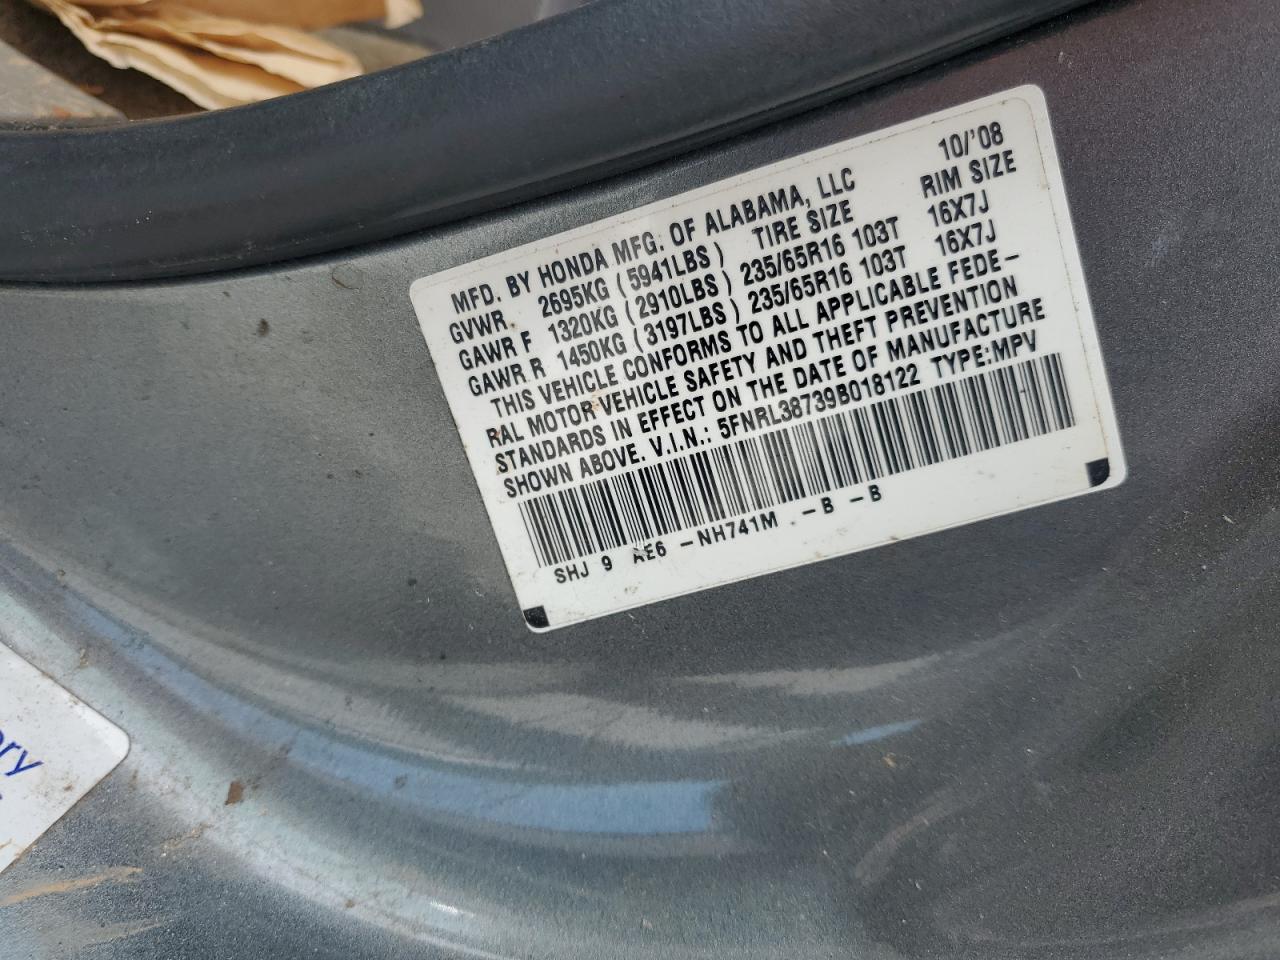 MFD. BY HONDA MFG. OF ALABAMA, LLC 10/'08
TIRE SIZE RIM SIZE
GVWR 2695KG (5941LBS)
GAWR F 1320KG (2910LBS) 235/65R16 103T 16X7J
GAWR R 1450KG (3197LBS) 235/65R16 103T 16X7J
THIS VEHICLE CONFORMS TO ALL APPLICABLE FEDE-
RAL MOTOR VEHICLE SAFETY AND THEFT PREVENTION
STANDARDS IN EFFECT ON THE DATE OF MANUFACTURE
SHOWN ABOVE. V.I.N.: 5FNRL38739B018122 TYPE:MPV
SHJ 9 AE6 -NH741M -B -B
ory